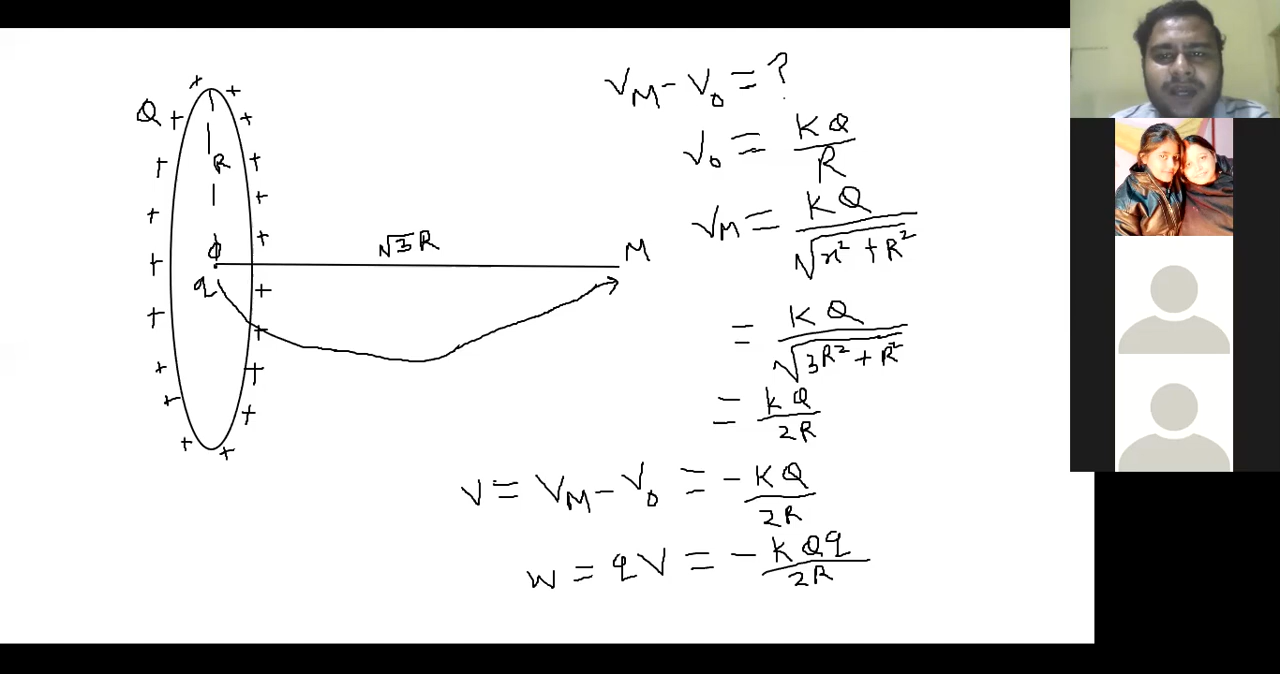 V_M - V_0 = ?
V_0 = KQ/R
V_M = KQ/√(x² + R²)
= KQ/√(3R² + R²)
= KQ/2R
V = V_M - V_0 = - KQ/2R
W = qV = - KQq/2R
Q
R
O
q
√3 R
M